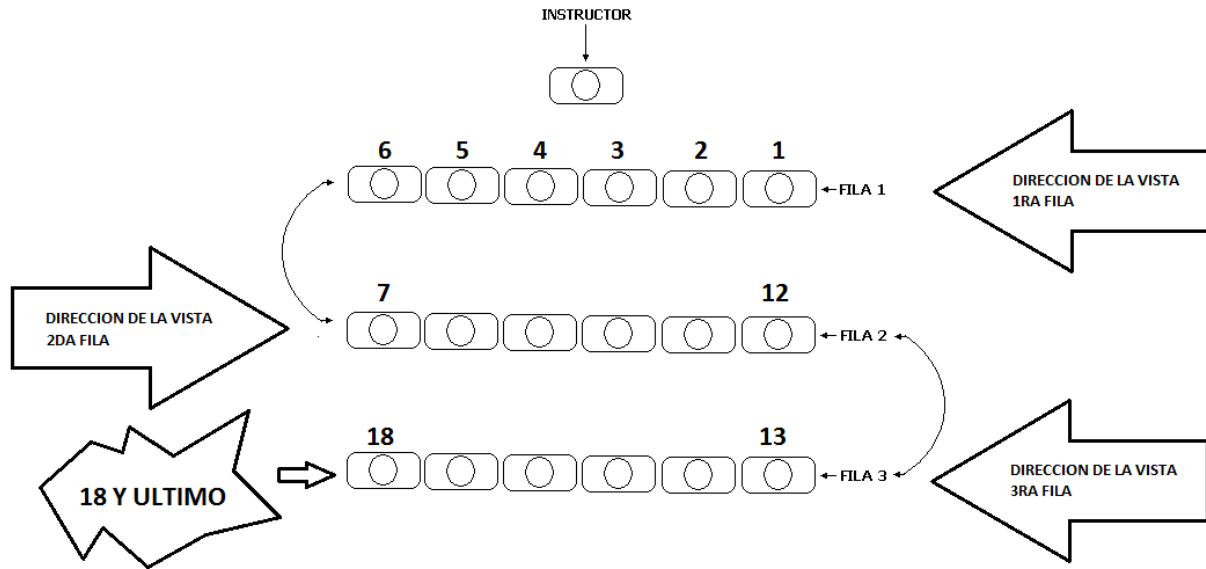 INSTRUCTOR
6 5 4 3 2 1
FILA 1
DIRECCION DE LA VISTA
1RA FILA
7 12
FILA 2
DIRECCION DE LA VISTA
2DA FILA
18 13
FILA 3
DIRECCION DE LA VISTA
3RA FILA
18 Y ULTIMO